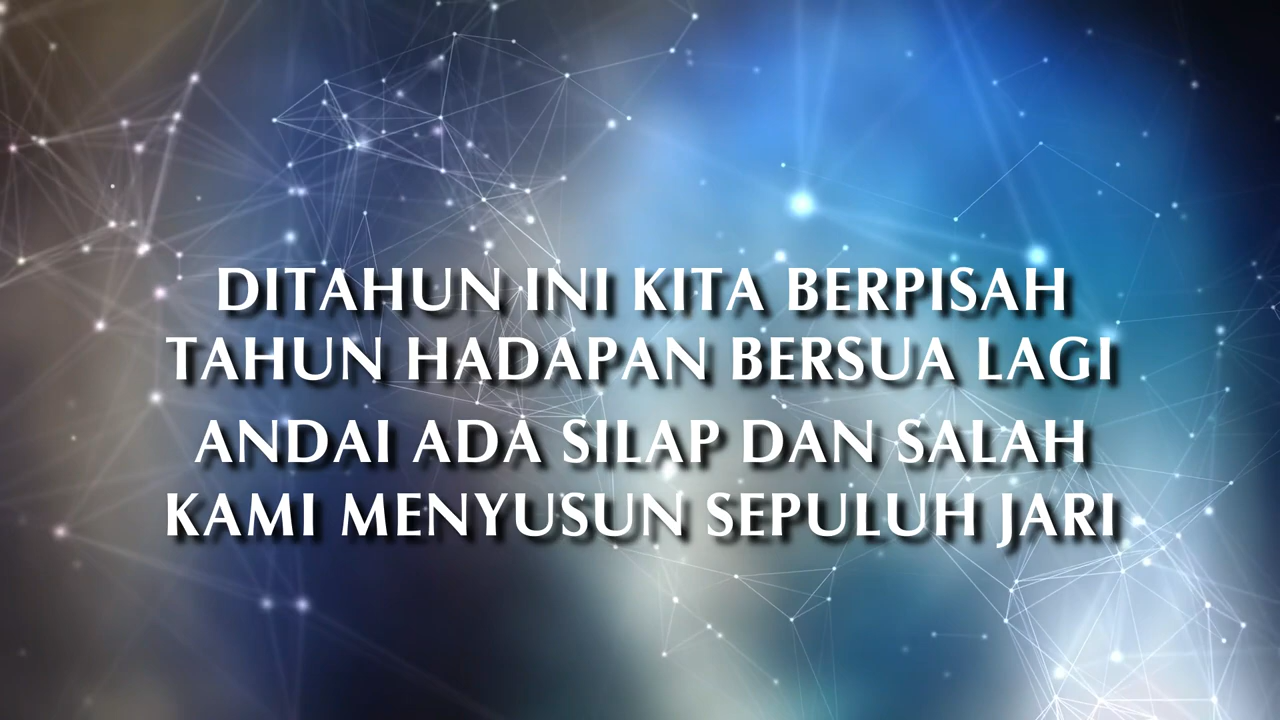 DITAHUN INI KITA BERPISAH
TAHUN HADAPAN BERSUA LAGI
ANDAI ADA SILAP DAN SALAH
KAMI MENYUSUN SEPULUH JARI